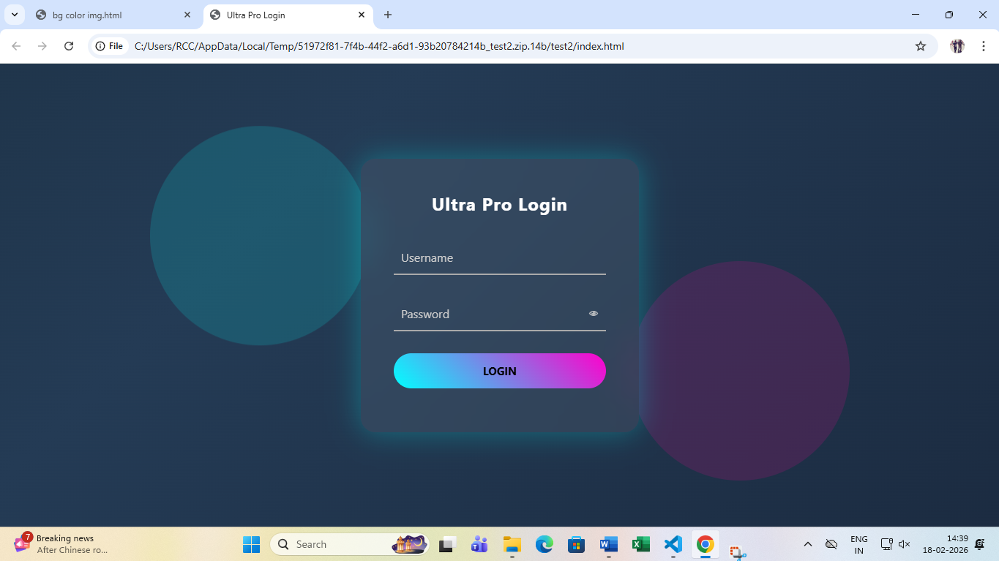 bg color img.html
Ultra Pro Login
File
C:/Users/RCC/AppData/Local/Temp/51972f81-7f4b-44f2-a6d1-93b20784214b_test2.zip.14b/test2/index.html
Ultra Pro Login
Username
Password
LOGIN
7
Breaking news
After Chinese ro...
Search
ENG
IN
14:39
18-02-2026